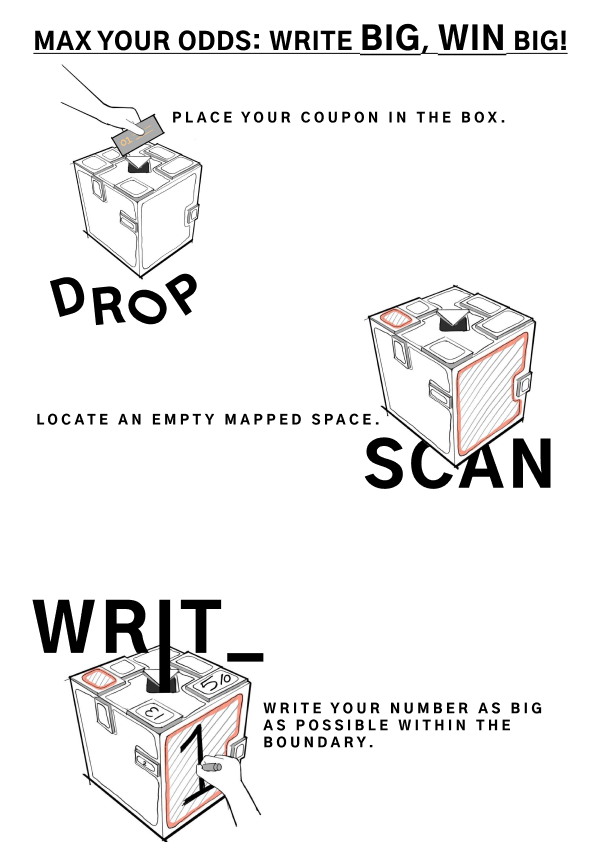 MAX YOUR ODDS: WRITE BIG, WIN BIG!
PLACE YOUR COUPON IN THE BOX.
DROP
LOCATE AN EMPTY MAPPED SPACE.
SCAN
WRIT_
5%
13
1
WRITE YOUR NUMBER AS BIG
AS POSSIBLE WITHIN THE
BOUNDARY.